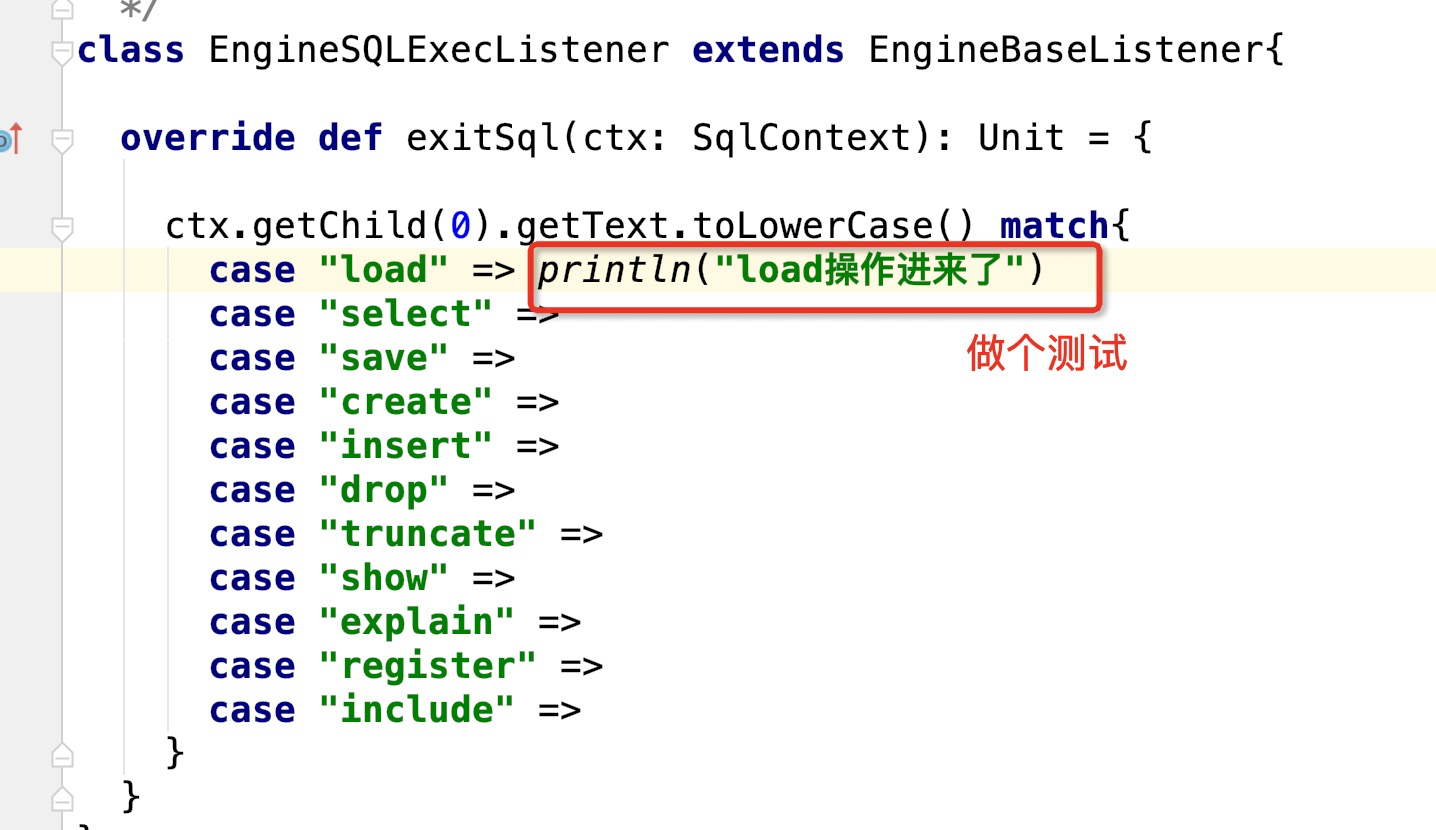 */
class EngineSQLExecListener extends EngineBaseListener{
override def exitSql(ctx: SqlContext): Unit = {
ctx.getChild(0).getText.toLowerCase() match{
case "load" => println("load操作进来了")
case "select" =>
做个测试
case "save" =>
case "create" =>
case "insert" =>
case "drop" =>
case "truncate" =>
case "show" =>
case "explain" =>
case "register" =>
case "include" =>
}
}
}